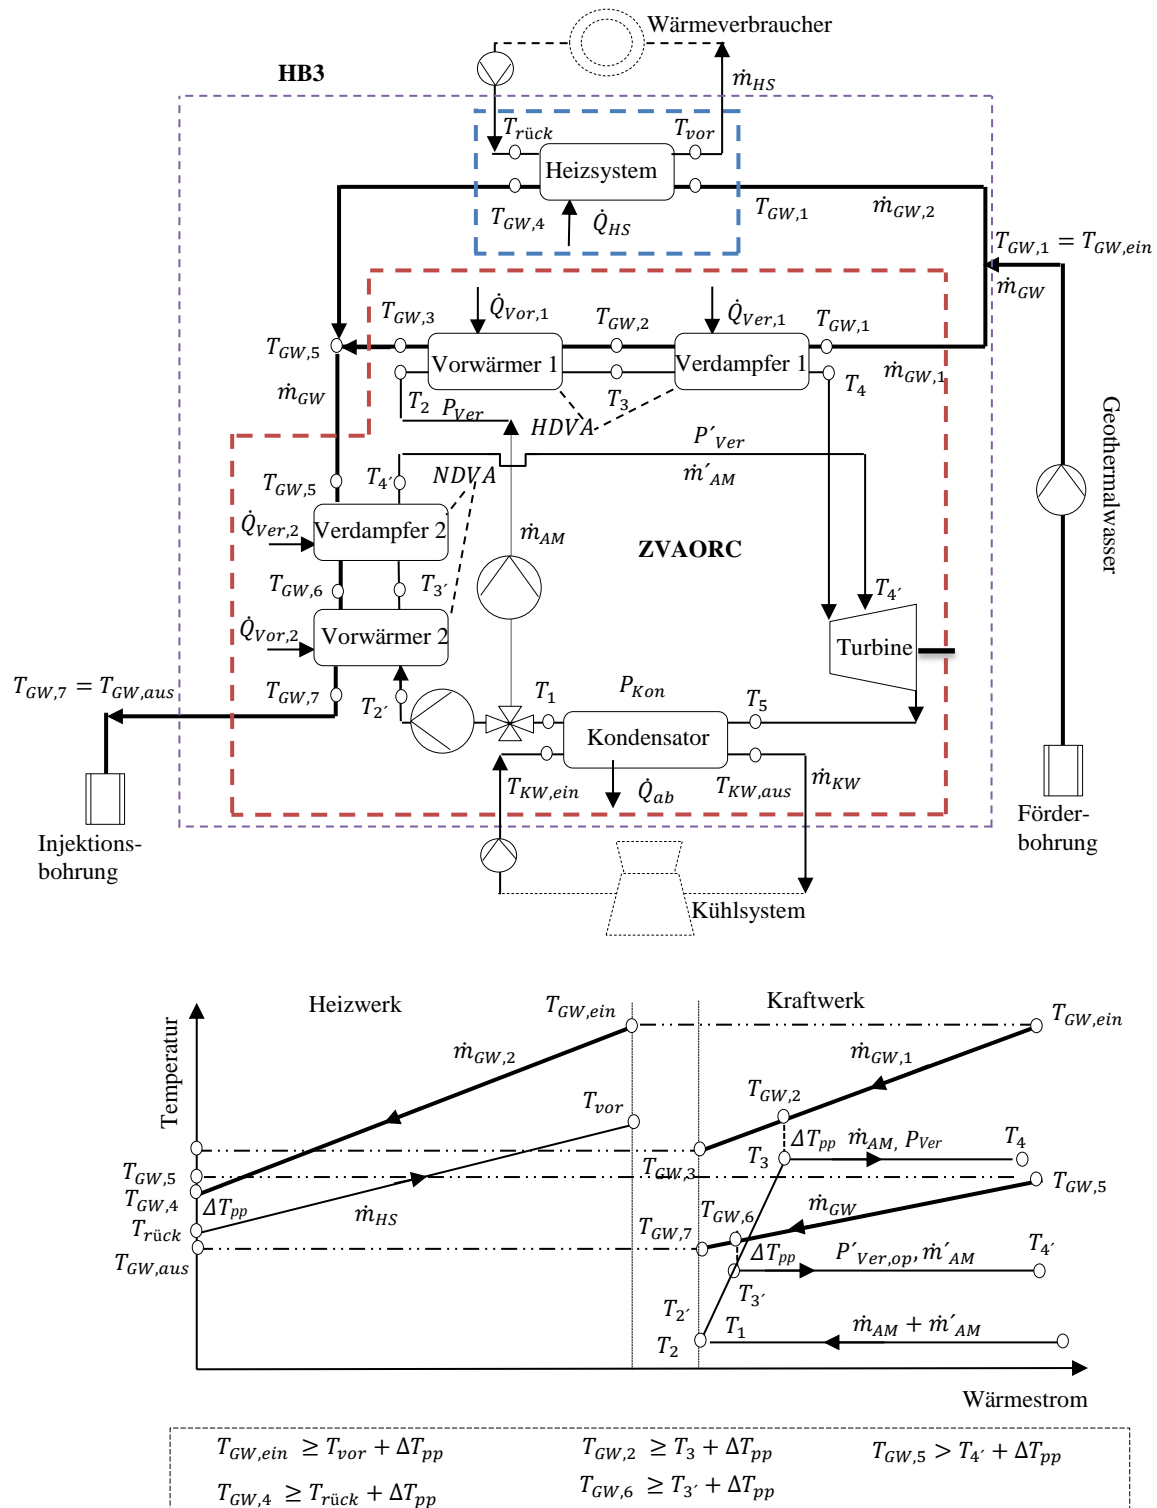 Wärmeverbraucher
HB3
ṁ_HS
T_rück
T_vor
Heizsystem
T_GW,4
Q̇_HS
T_GW,1
ṁ_GW,2
T_GW,1 = T_GW,ein
ṁ_GW
T_GW,3
Q̇_Vor,1
T_GW,2
Q̇_Ver,1
T_GW,1
T_GW,5
Vorwärmer 1
Verdampfer 1
ṁ_GW,1
ṁ_GW
T_2
P_Ver
T_3
T_4
HDVA
Geothermalwasser
P´_Ver
T_GW,5
T_4´
NDVA
ṁ´_AM
Q̇_Ver,2
Verdampfer 2
ṁ_AM
ZVAORC
T_GW,6
T_3´
T_4´
Q̇_Vor,2
Vorwärmer 2
Turbine
T_GW,7 = T_GW,aus
T_GW,7
T_2´
T_1
P_Kon
T_5
Kondensator
T_KW,ein
Q̇_ab
T_KW,aus
ṁ_KW
Injektions-
bohrung
Förder-
bohrung
Kühlsystem
Heizwerk
Kraftwerk
Temperatur
T_GW,ein
T_GW,ein
ṁ_GW,2
ṁ_GW,1
T_vor
T_GW,2
ΔT_pp
ṁ_AM, P_Ver
T_4
T_3
T_GW,3
T_GW,5
T_GW,5
T_GW,4
ΔT_pp
ṁ_HS
ṁ_GW
T_GW,6
T_rück
T_GW,7
ΔT_pp
P´_Ver,op, ṁ´_AM
T_4´
T_GW,aus
T_3´
T_2´
T_1
ṁ_AM + ṁ´_AM
T_2
Wärmestrom
T_GW,ein ≥ T_vor + ΔT_pp
T_GW,2 ≥ T_3 + ΔT_pp
T_GW,5 > T_4´ + ΔT_pp
T_GW,4 ≥ T_rück + ΔT_pp
T_GW,6 ≥ T_3´ + ΔT_pp